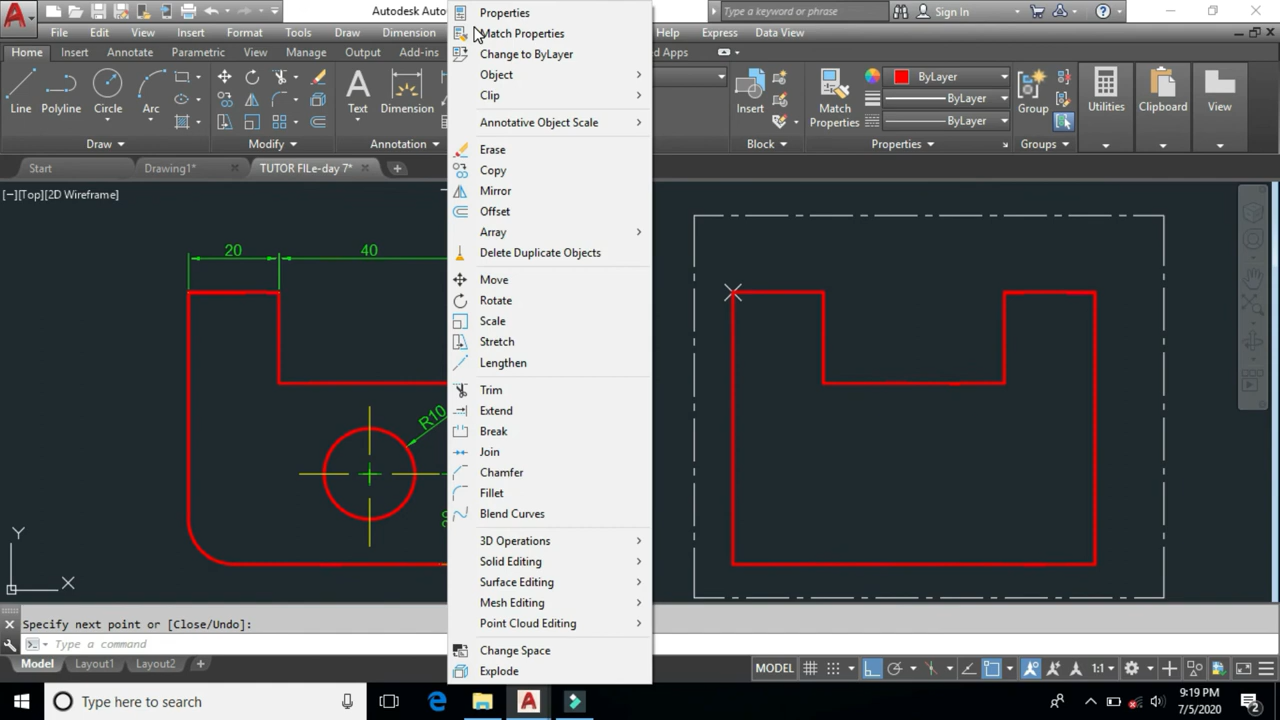 Autodesk Auto
Type a keyword or phrase
Sign In
File
Edit
View
Insert
Format
Tools
Draw
Dimension
Help
Express
Data View
Home
Insert
Annotate
Parametric
View
Manage
Output
Add-ins
Line
Polyline
Circle
Arc
Text
Dimension
Draw
Modify
Annotation
Insert
Match
Properties
ByLayer
ByLayer
ByLayer
Group
Utilities
Clipboard
View
Block
Properties
Groups
Start
Drawing1*
TUTOR FILe-day 7*
[−][Top][2D Wireframe]
20
40
R10
Y
X
Properties
Match Properties
Change to ByLayer
Object
Clip
Annotative Object Scale
Erase
Copy
Mirror
Offset
Array
Delete Duplicate Objects
Move
Rotate
Scale
Stretch
Lengthen
Trim
Extend
Break
Join
Chamfer
Fillet
Blend Curves
3D Operations
Solid Editing
Surface Editing
Mesh Editing
Point Cloud Editing
Change Space
Explode
Specify next point or [Close/Undo]:
Type a command
Model
Layout1
Layout2
MODEL
1:1
Type here to search
9:19 PM
7/5/2020
2